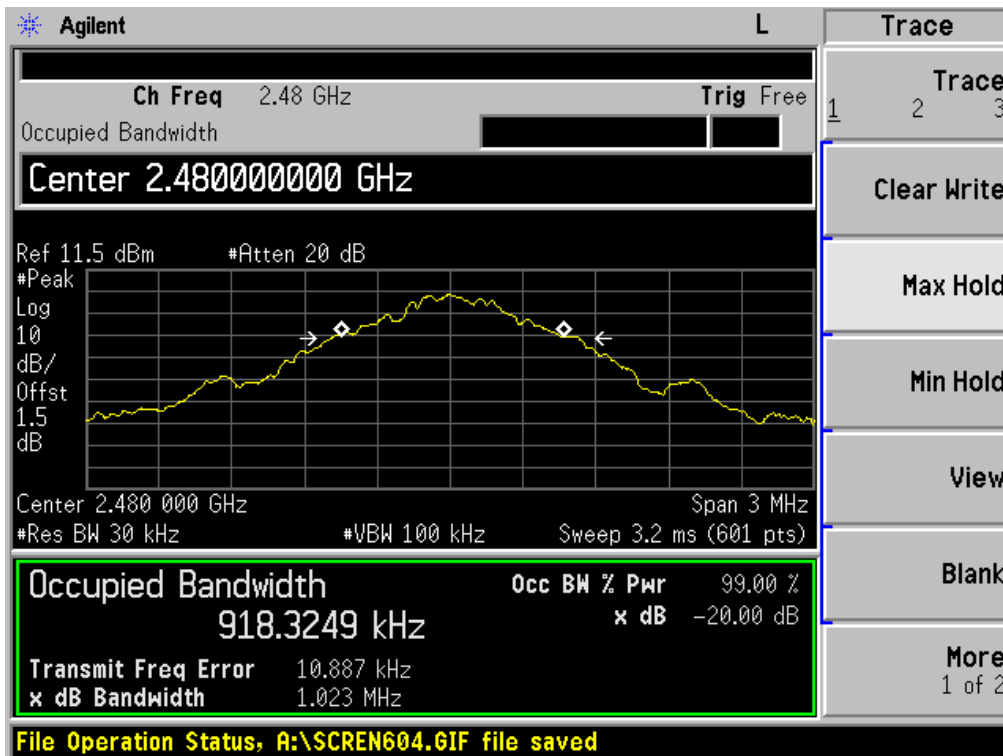 Agilent L
Ch Freq 2.48 GHz Trig Free
Occupied Bandwidth
Center 2.480000000 GHz
Ref 11.5 dBm #Atten 20 dB
#Peak
Log
10
dB/
Offst
1.5
dB
Center 2.480 000 GHz Span 3 MHz
#Res BW 30 kHz #VBW 100 kHz Sweep 3.2 ms (601 pts)
Occupied Bandwidth Occ BW % Pwr 99.00 %
918.3249 kHz x dB -20.00 dB
Transmit Freq Error 10.887 kHz
x dB Bandwidth 1.023 MHz
File Operation Status, A:\SCREN604.GIF file saved
Trace
Trace
1 2 3
Clear Write
Max Hold
Min Hold
View
Blank
More
1 of 2